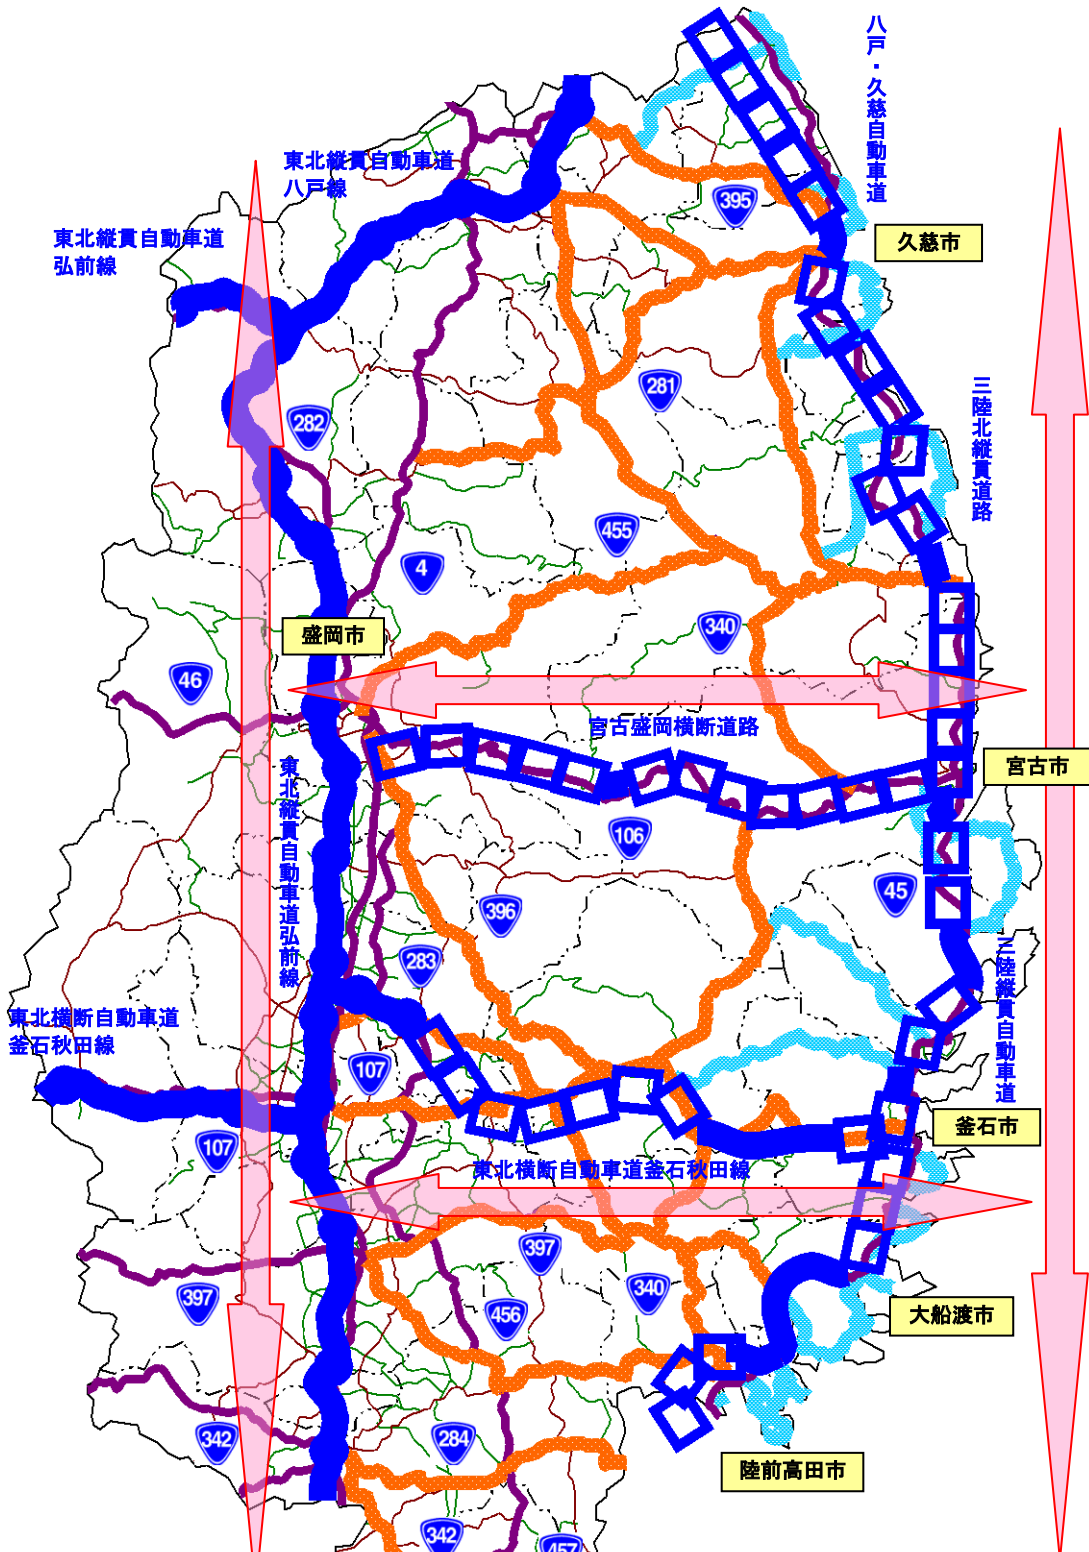 八戸・久慈自動車道
東北縦貫自動車道
八戸線
395
東北縦貫自動車道
弘前線
久慈市
281
三陸北縦貫道路
282
455
4
盛岡市
340
46
宮古盛岡横断道路
宮古市
東北縦貫自動車道弘前線
106
45
396
283
三陸縦貫自動車道
東北横断自動車道
釜石秋田線
107
釜石市
107
東北横断自動車道釜石秋田線
397
397
340
456
大船渡市
342
284
陸前高田市
342
457